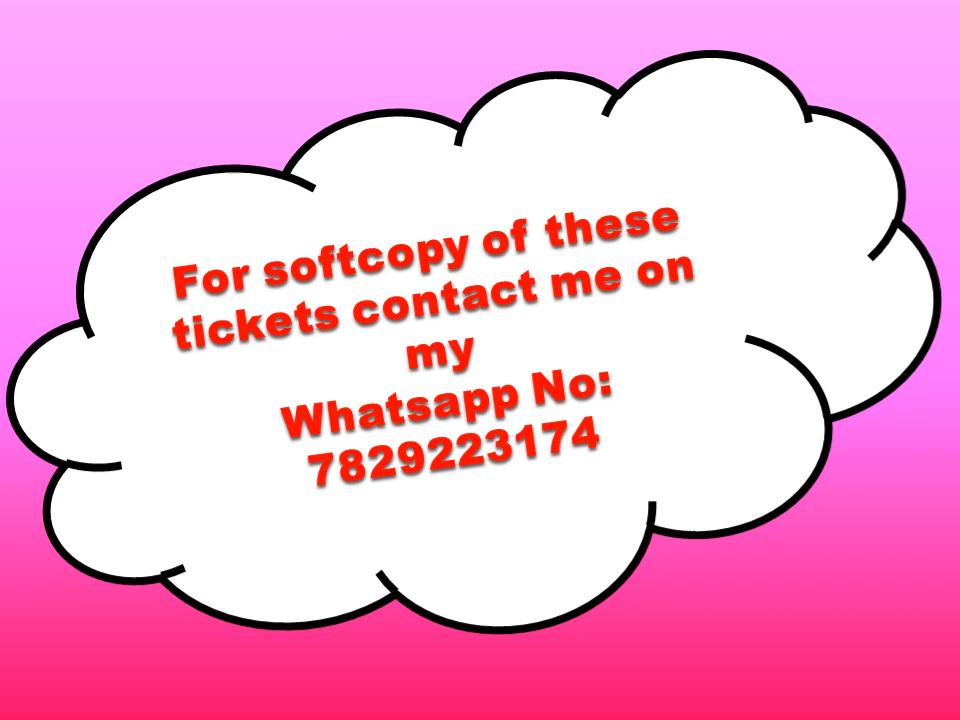 For softcopy of these
tickets contact me on
my
Whatsapp No:
7829223174